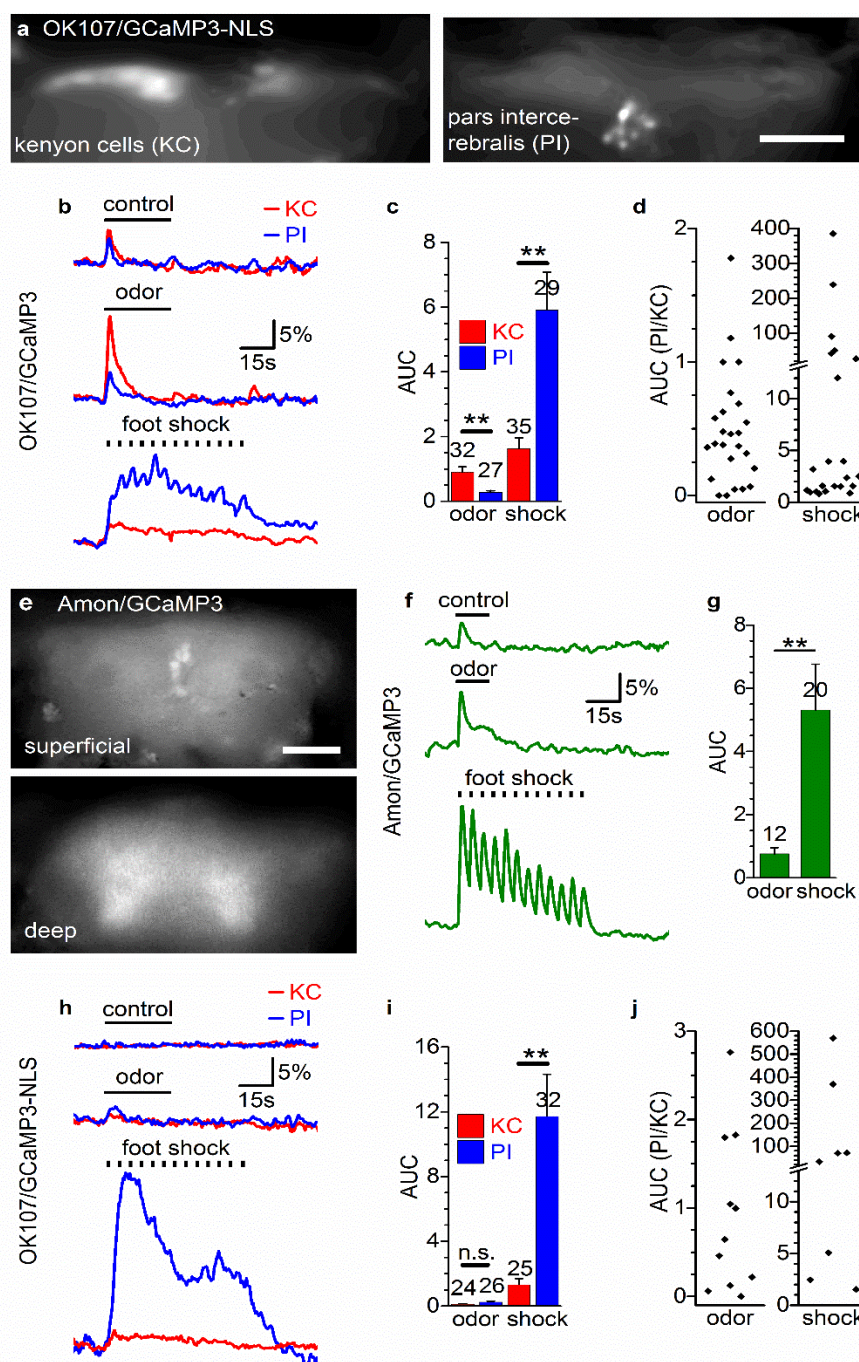 a OK107/GCaMP3-NLS
kenyon cells (KC)
pars interce-
rebralis (PI)
OK107/GCaMP3
b
control
KC
PI
odor
5%
15s
foot shock
c
AUC
8
6
4
2
0
**
**
KC
PI
32
27
35
29
odor shock
d
AUC (PI/KC)
2
1
0
odor
400
300
200
100
10
5
0
shock
e Amon/GCaMP3
superficial
deep
Amon/GCaMP3
f
control
odor
5%
15s
foot shock
g
AUC
8
6
4
2
0
**
12
20
odor shock
OK107/GCaMP3-NLS
h
control
KC
PI
odor
5%
15s
foot shock
i
AUC
16
12
8
4
0
**
KC
PI
n.s.
24
26
25
32
odor shock
j
AUC (PI/KC)
3
2
1
0
odor
600
500
400
300
200
100
10
5
0
shock